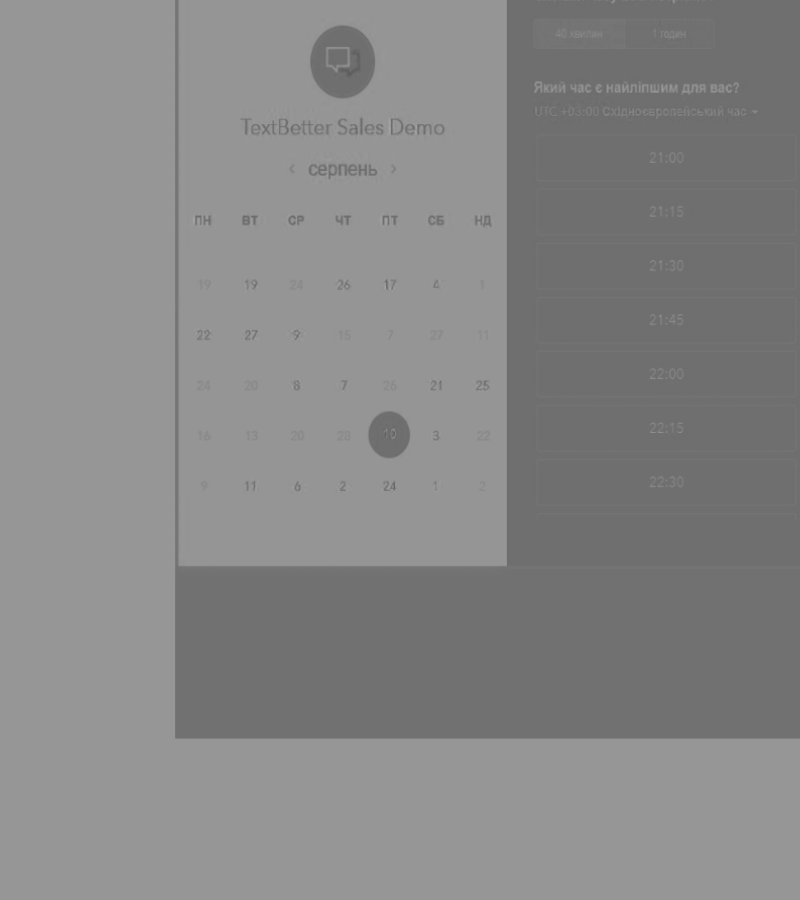 TextBetter Sales Demo
серпень
ПН ВТ СР ЧТ ПТ СБ НД
19 19 24 26 17 4 1
22 27 9 15 7 27 11
24 20 8 7 26 21 25
16 13 20 28 10 3 22
9 11 6 2 24 1 2
40 хвилин 1 годин
Який час є найліпшим для вас?
UTC +03:00 Східноєвропейський час
21:00
21:15
21:30
21:45
22:00
22:15
22:30